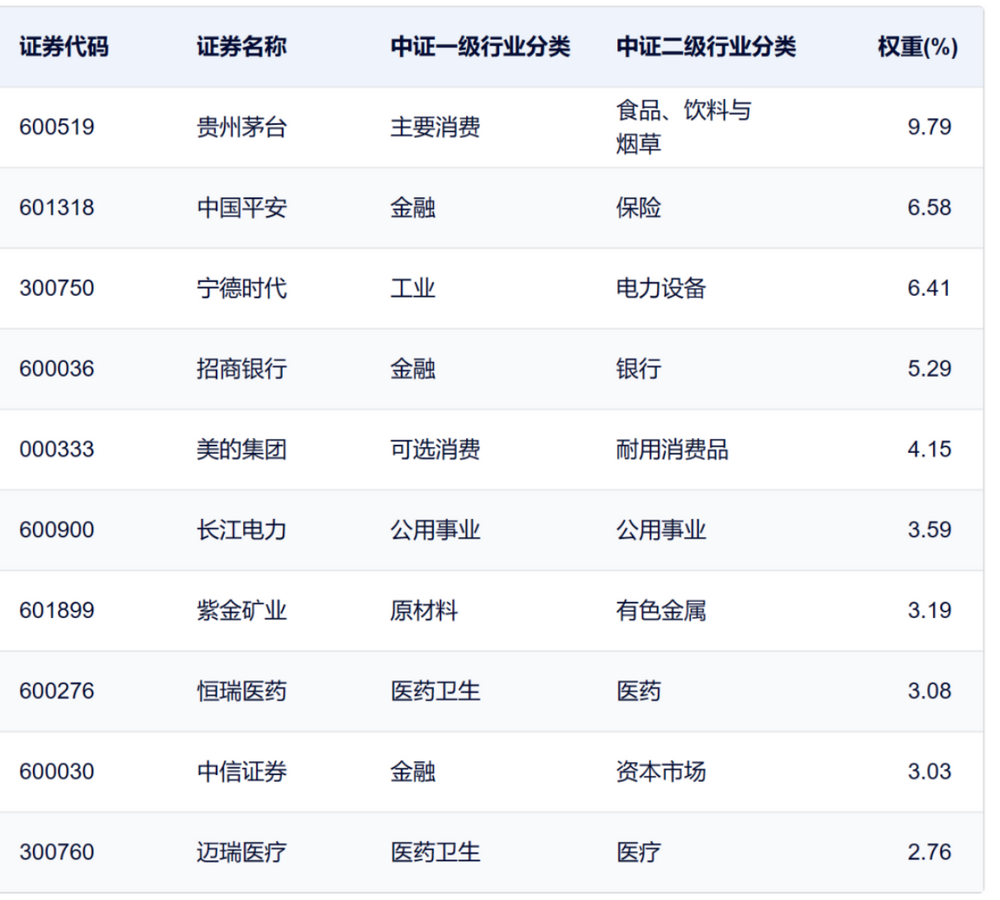 证券代码 证券名称 中证一级行业分类 中证二级行业分类 权重(%)
600519 贵州茅台 主要消费 食品、饮料与
烟草 9.79
601318 中国平安 金融 保险 6.58
300750 宁德时代 工业 电力设备 6.41
600036 招商银行 金融 银行 5.29
000333 美的集团 可选消费 耐用消费品 4.15
600900 长江电力 公用事业 公用事业 3.59
601899 紫金矿业 原材料 有色金属 3.19
600276 恒瑞医药 医药卫生 医药 3.08
600030 中信证券 金融 资本市场 3.03
300760 迈瑞医疗 医药卫生 医疗 2.76